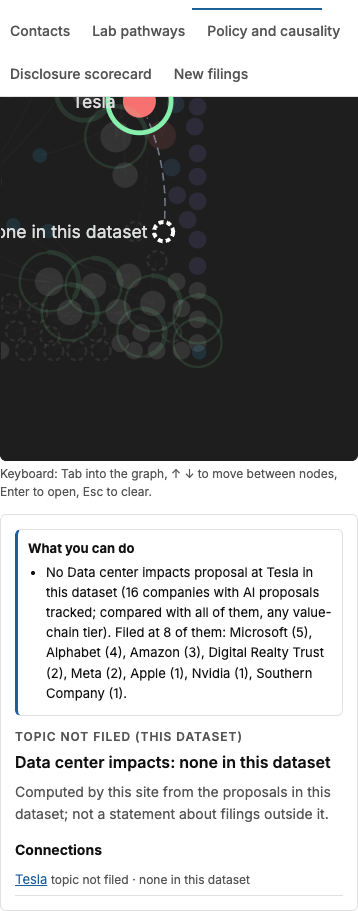 Contacts Lab pathways Policy and causality
Disclosure scorecard New filings
Tesla
one in this dataset
Keyboard: Tab into the graph, ↑ ↓ to move between nodes,
Enter to open, Esc to clear.
What you can do
• No Data center impacts proposal at Tesla in
this dataset (16 companies with AI proposals
tracked; compared with all of them, any value-
chain tier). Filed at 8 of them: Microsoft (5),
Alphabet (4), Amazon (3), Digital Realty Trust
(2), Meta (2), Apple (1), Nvidia (1), Southern
Company (1).
TOPIC NOT FILED (THIS DATASET)
Data center impacts: none in this dataset
Computed by this site from the proposals in this
dataset; not a statement about filings outside it.
Connections
Tesla topic not filed · none in this dataset